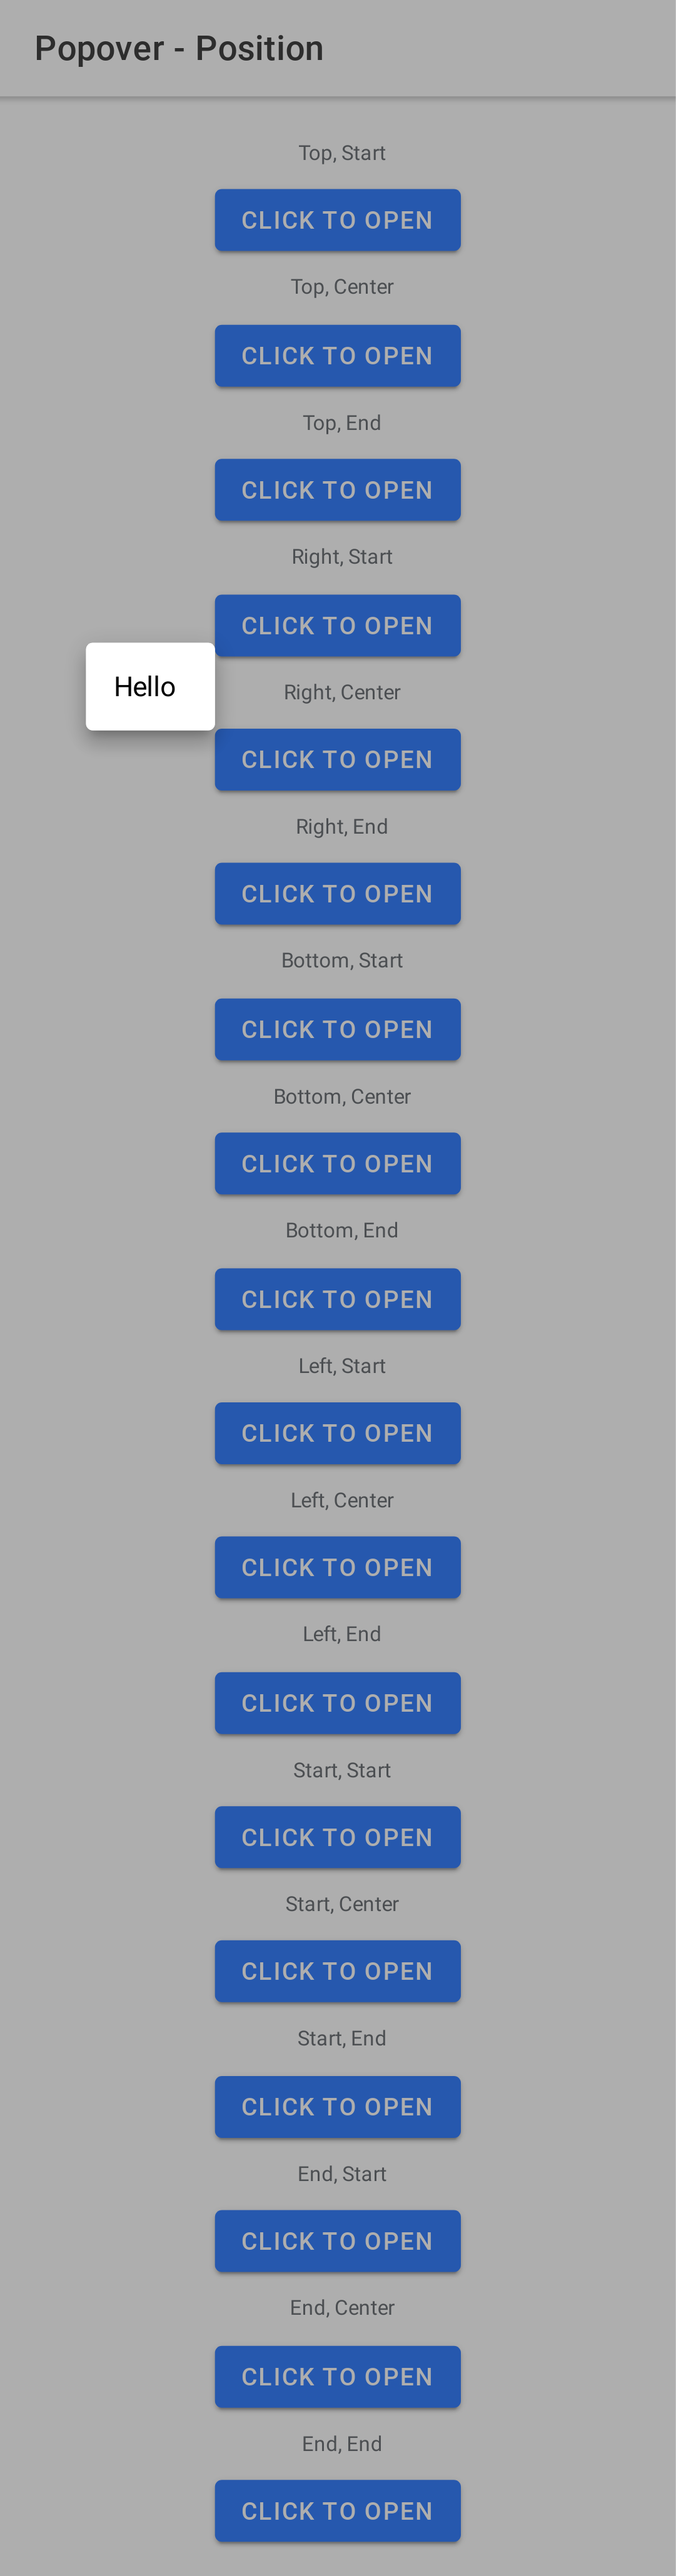 Popover - Position
Top, Start
CLICK TO OPEN
Top, Center
CLICK TO OPEN
Top, End
CLICK TO OPEN
Right, Start
CLICK TO OPEN
Hello
Right, Center
CLICK TO OPEN
Right, End
CLICK TO OPEN
Bottom, Start
CLICK TO OPEN
Bottom, Center
CLICK TO OPEN
Bottom, End
CLICK TO OPEN
Left, Start
CLICK TO OPEN
Left, Center
CLICK TO OPEN
Left, End
CLICK TO OPEN
Start, Start
CLICK TO OPEN
Start, Center
CLICK TO OPEN
Start, End
CLICK TO OPEN
End, Start
CLICK TO OPEN
End, Center
CLICK TO OPEN
End, End
CLICK TO OPEN